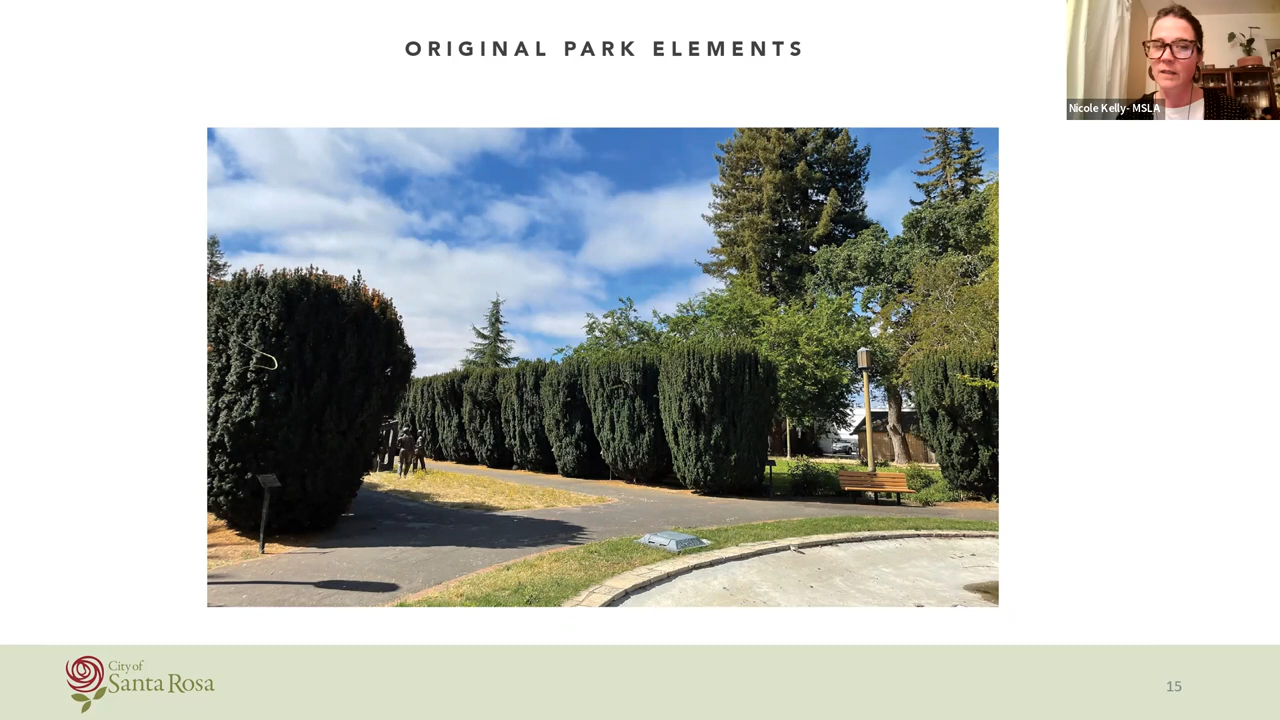 ORIGINAL PARK ELEMENTS
Nicole Kelly- MSLA
City of
Santa Rosa
15